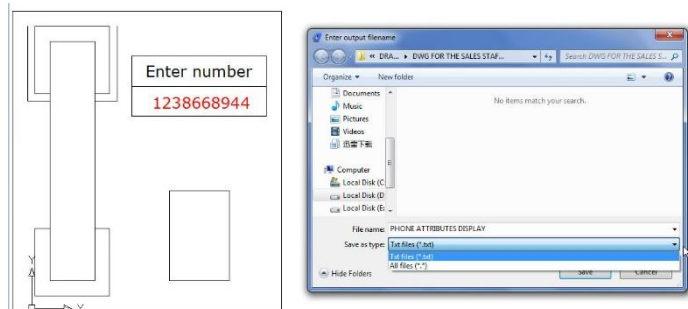 Enter number
1238668944
Y
X
Enter output filename
« DRA... ▸ DWG FOR THE SALES STAF...
Search DWG FOR THE SALES S...
Organize
New folder
Documents
Music
Pictures
Videos
迅雷下載
Computer
Local Disk (C
Local Disk (D
Local Disk (E
No items match your search.
File name: PHONE ATTRIBUTES DISPLAY
Save as type: Txt files (*.txt)
Txt files (*.txt)
All files (*.*)
Hide Folders
Save
Cancel